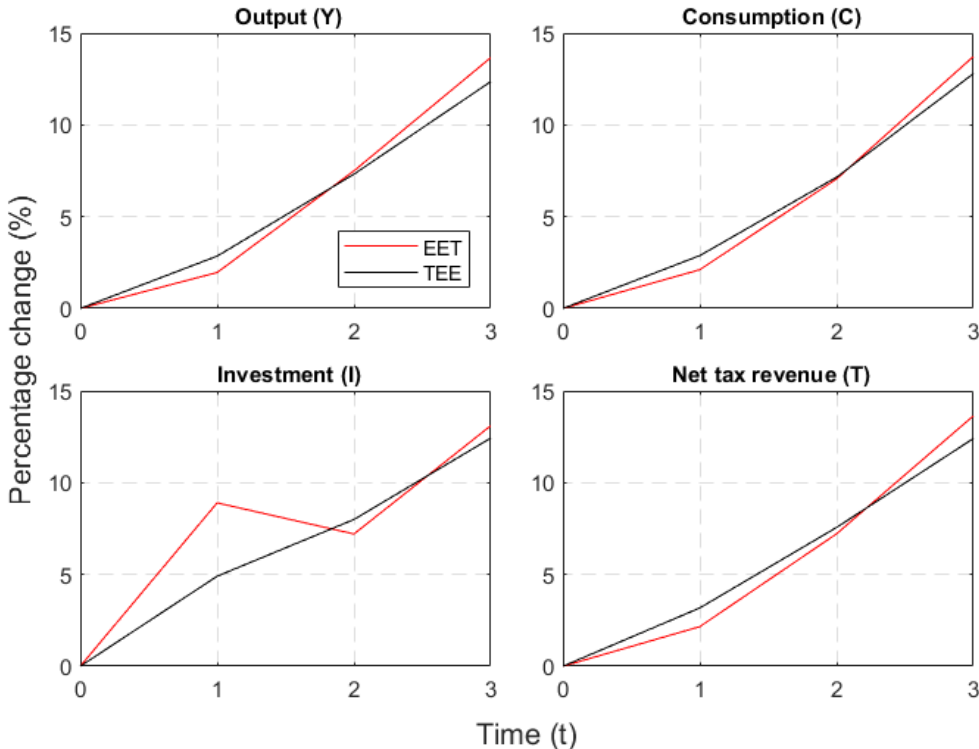 Output (Y)
Consumption (C)
15
10
5
0
0 1 2 3
EET
TEE
15
10
5
0
0 1 2 3
Percentage change (%)
Investment (I)
Net tax revenue (T)
15
10
5
0
0 1 2 3
15
10
5
0
0 1 2 3
Time (t)